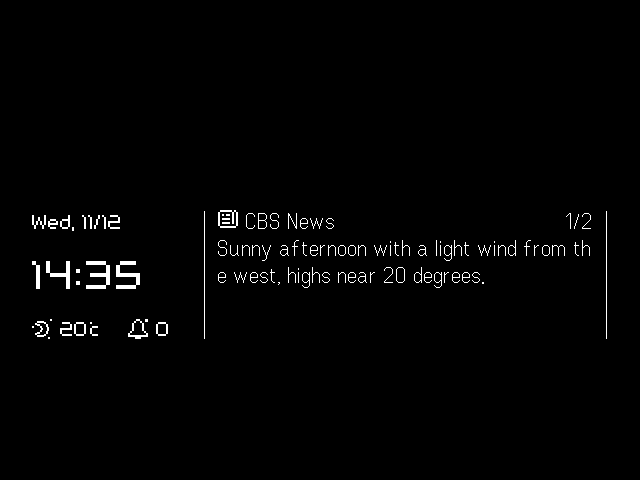 Wed, 11/12
14:35
20c
0
CBS News
1/2
Sunny afternoon with a light wind from th
e west, highs near 20 degrees.